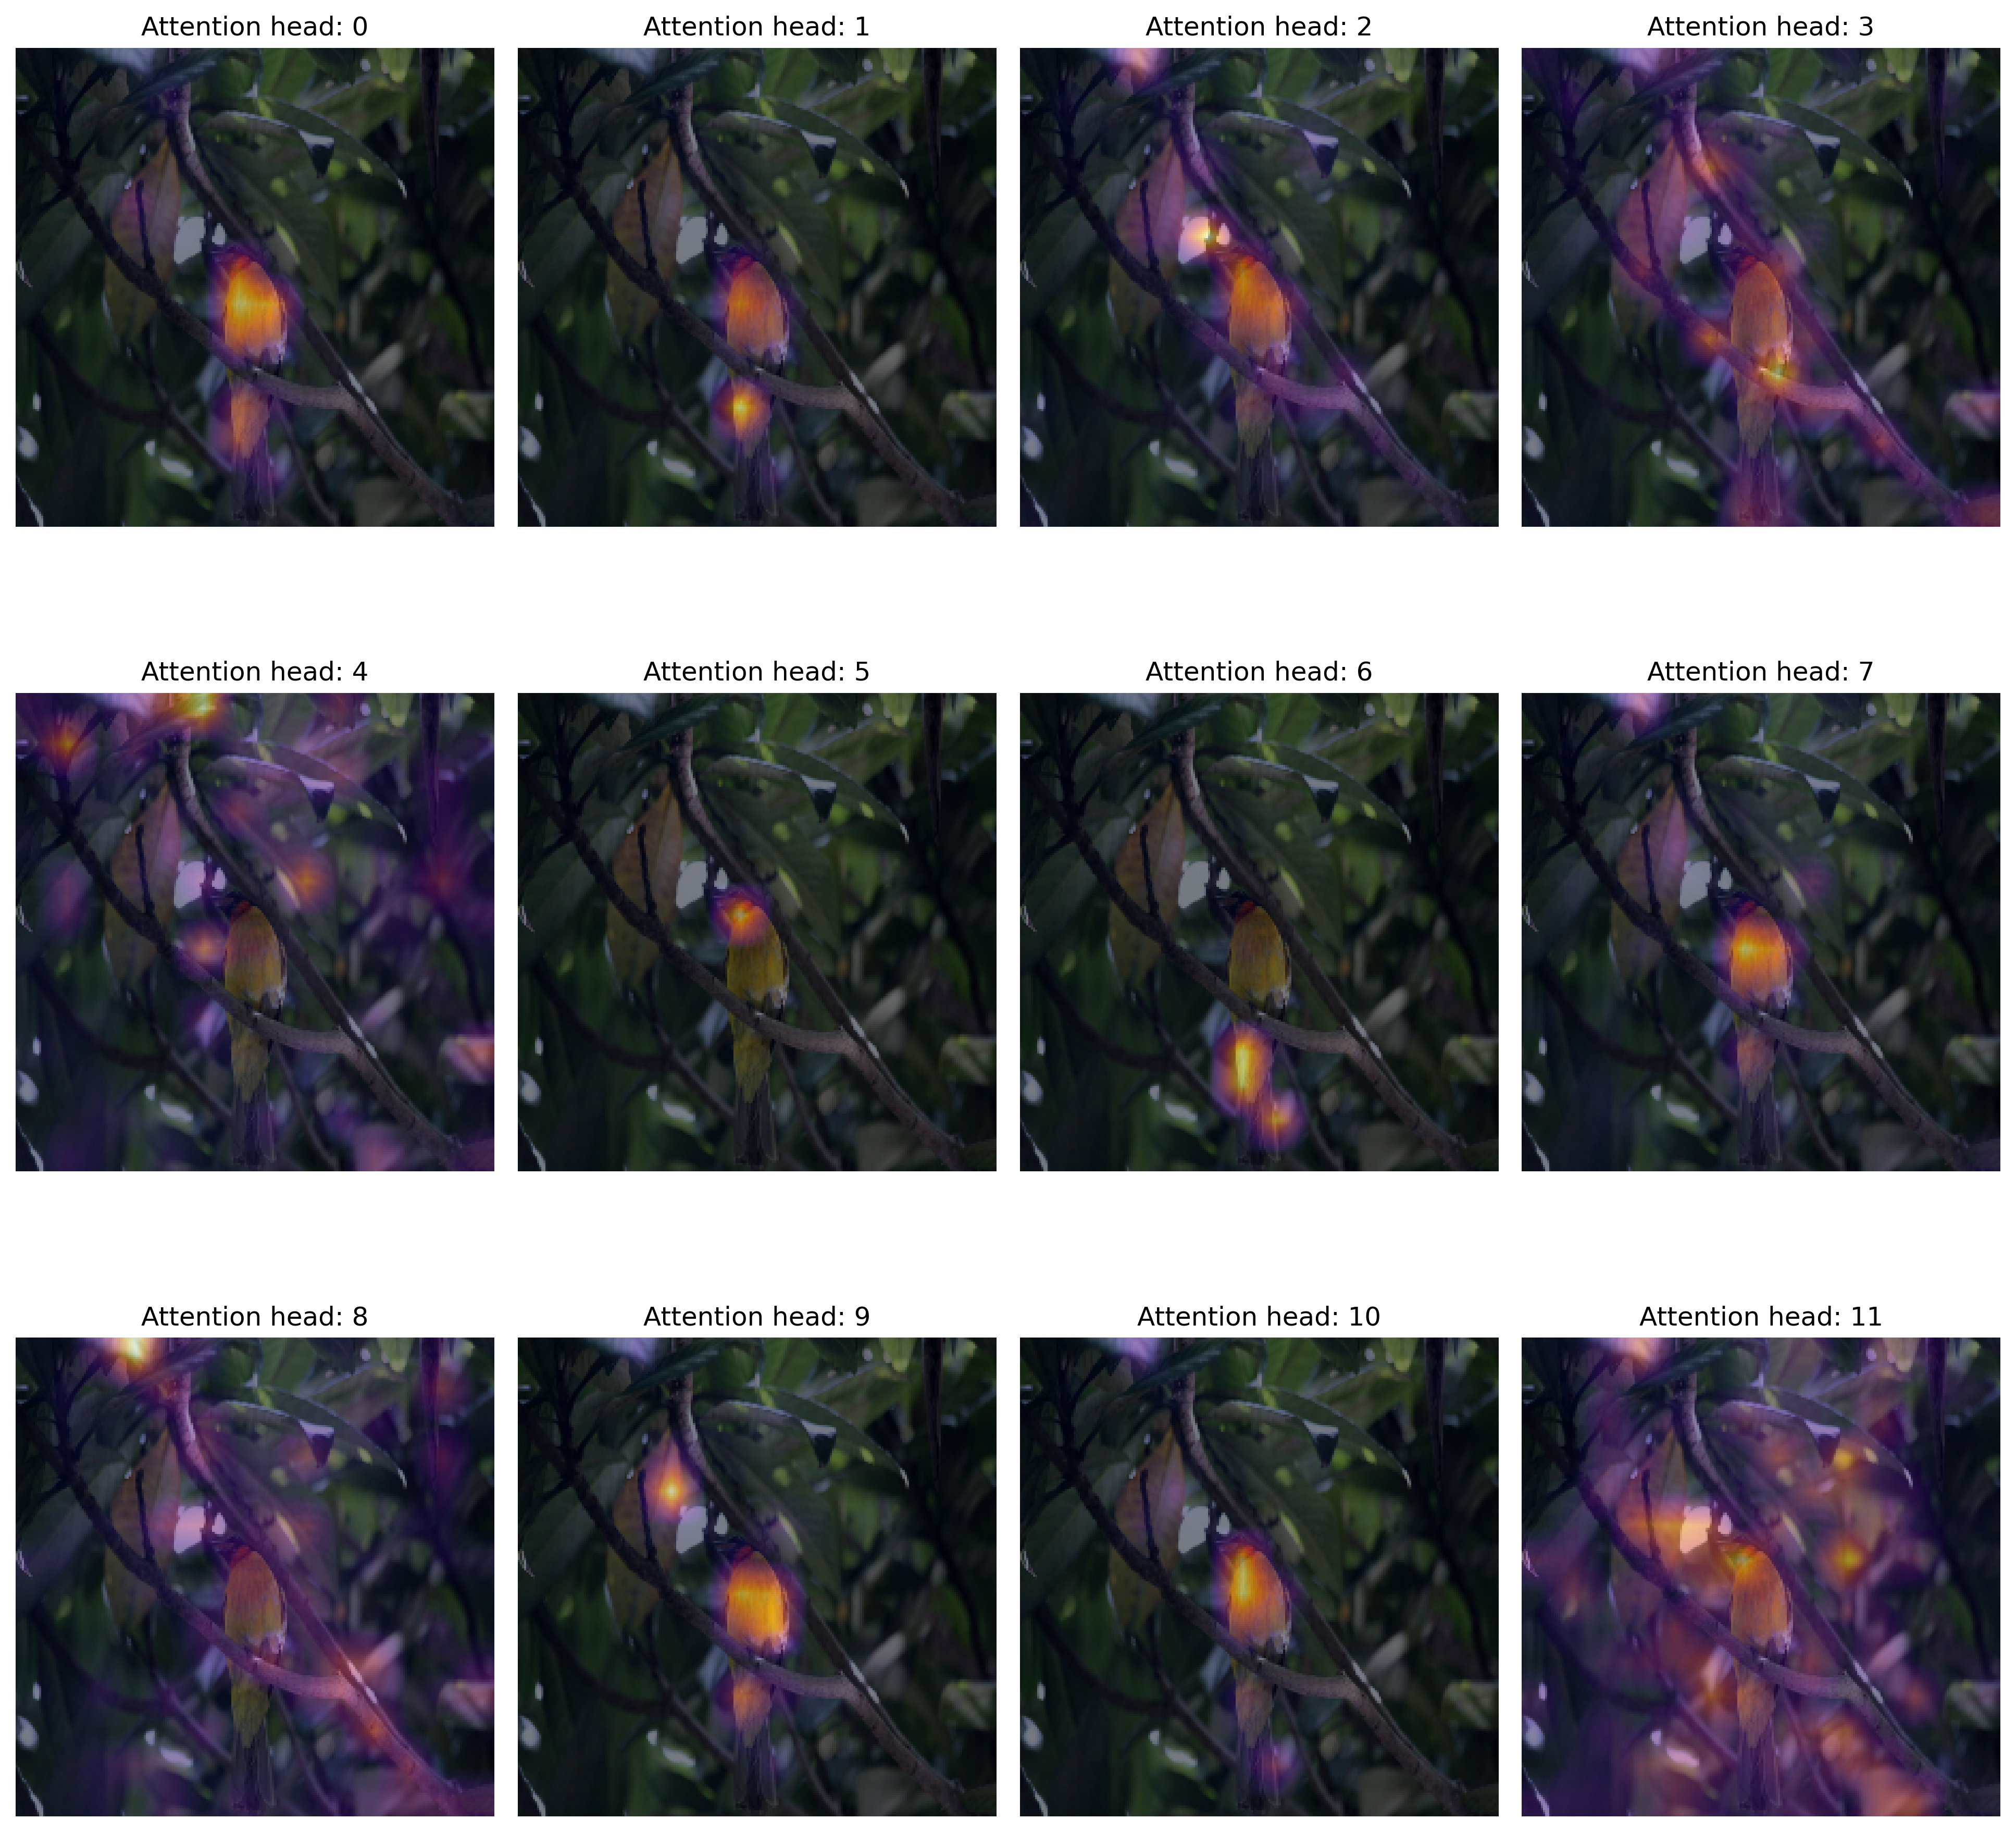 Attention head: 0
Attention head: 1
Attention head: 2
Attention head: 3
Attention head: 4
Attention head: 5
Attention head: 6
Attention head: 7
Attention head: 8
Attention head: 9
Attention head: 10
Attention head: 11